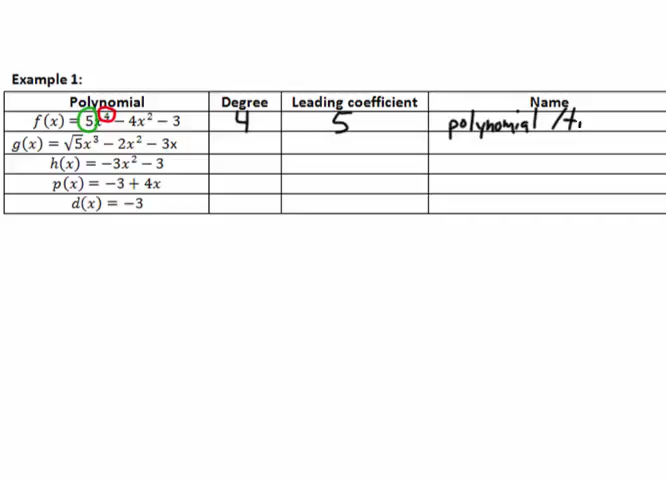 Example 1:
Polynomial Degree Leading coefficient Name
f(x) = 5x⁴ − 4x² − 3 4 5 polynomial /
g(x) = √5x³ − 2x² − 3x
h(x) = −3x² − 3
p(x) = −3 + 4x
d(x) = −3